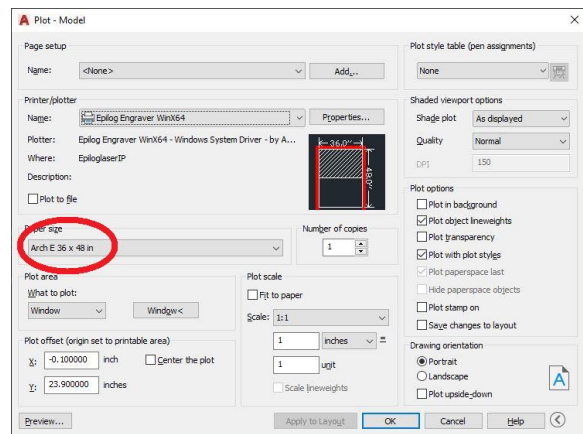 Plot - Model
Page setup
Name: <None> Add...
Plot style table (pen assignments)
None
Printer/plotter
Name: Epilog Engraver WinX64 Properties...
Plotter: Epilog Engraver WinX64 - Windows System Driver - by A...
Where: EpiloglaserIP
Description:
Plot to file
36.0"
48.0"
Shaded viewport options
Shade plot As displayed
Quality Normal
DPI 150
Paper size
Arch E 36 x 48 in
Number of copies
1
Plot area
What to plot:
Window Window<
Plot scale
Fit to paper
Scale: 1:1
1 inches =
1 unit
Scale lineweights
Plot offset (origin set to printable area)
X: -0.100000 inch Center the plot
Y: 23.900000 inches
Plot options
Plot in background
Plot object lineweights
Plot transparency
Plot with plot styles
Plot paperspace last
Hide paperspace objects
Plot stamp on
Save changes to layout
Drawing orientation
Portrait
Landscape
Plot upside-down
A
Preview... Apply to Layout OK Cancel Help